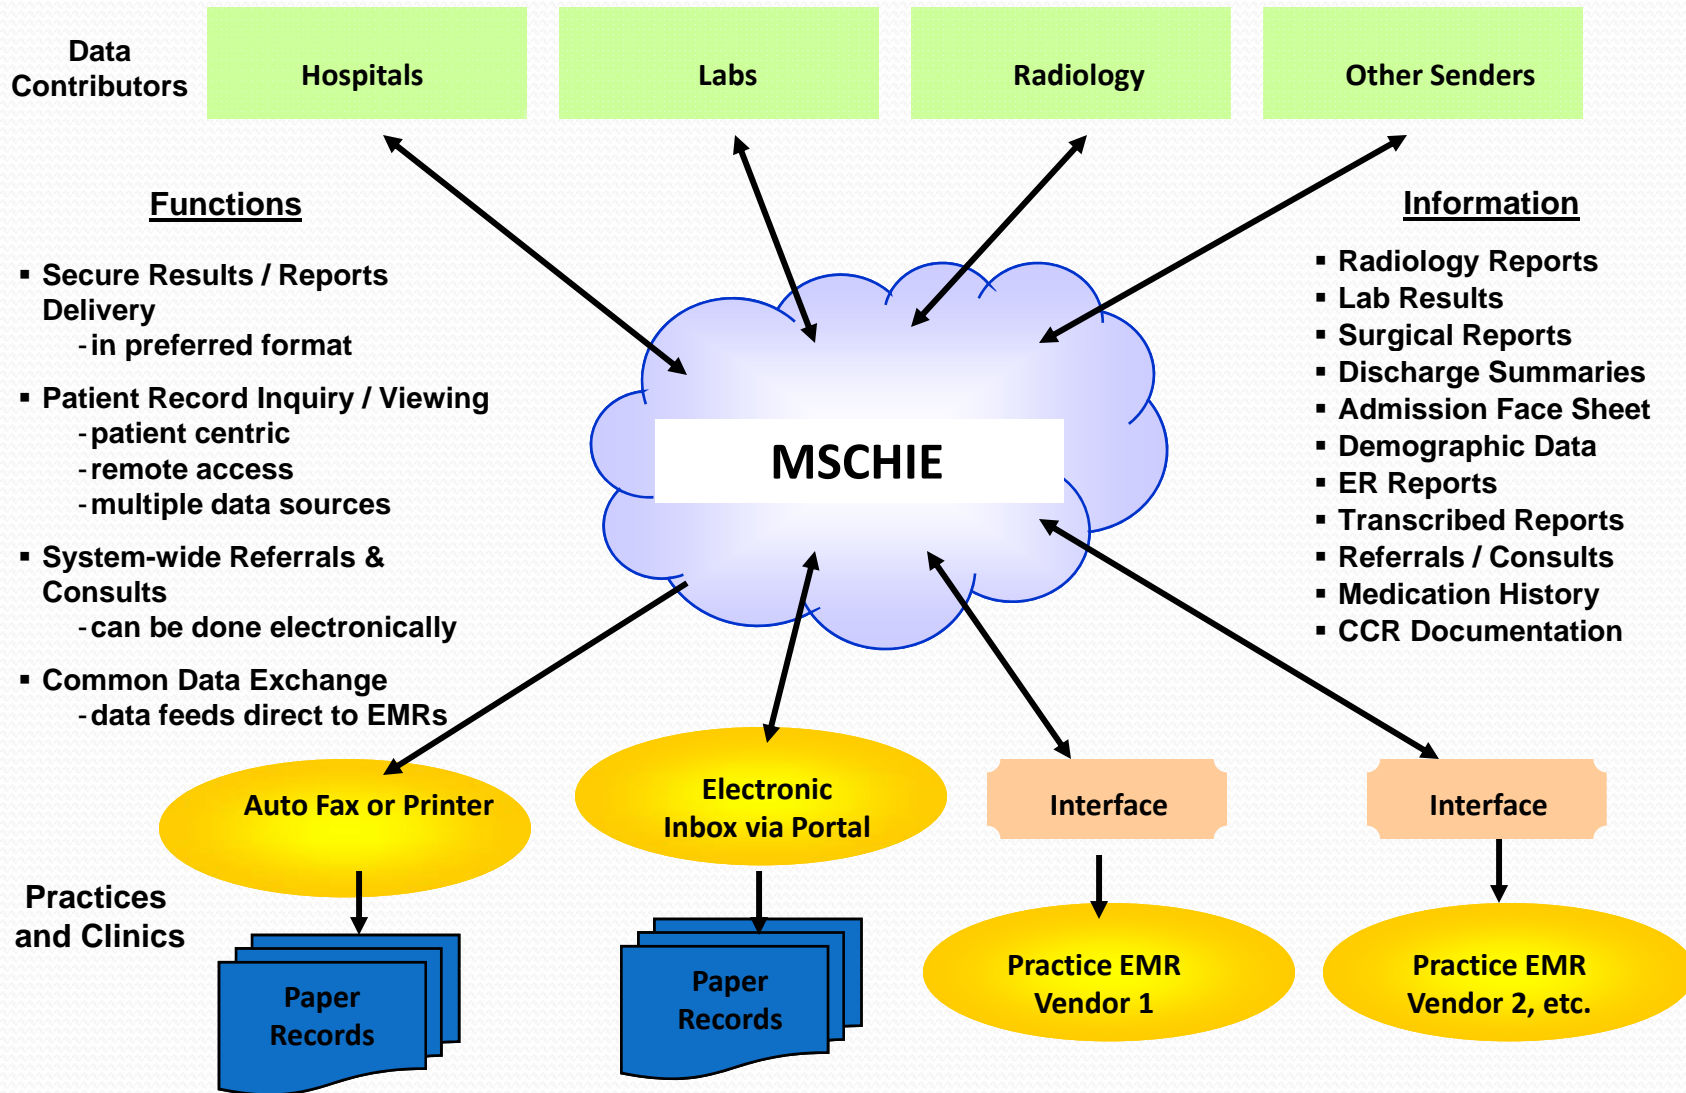 Data
Contributors
Hospitals
Labs
Radiology
Other Senders
Functions
▪ Secure Results / Reports
Delivery
-in preferred format
▪ Patient Record Inquiry / Viewing
-patient centric
-remote access
-multiple data sources
▪ System-wide Referrals &
Consults
-can be done electronically
▪ Common Data Exchange
-data feeds direct to EMRs
Information
▪ Radiology Reports
▪ Lab Results
▪ Surgical Reports
▪ Discharge Summaries
▪ Admission Face Sheet
▪ Demographic Data
▪ ER Reports
▪ Transcribed Reports
▪ Referrals / Consults
▪ Medication History
▪ CCR Documentation
MSCHIE
Auto Fax or Printer
Electronic
Inbox via Portal
Interface
Interface
Practices
and Clinics
Paper
Records
Paper
Records
Practice EMR
Vendor 1
Practice EMR
Vendor 2, etc.